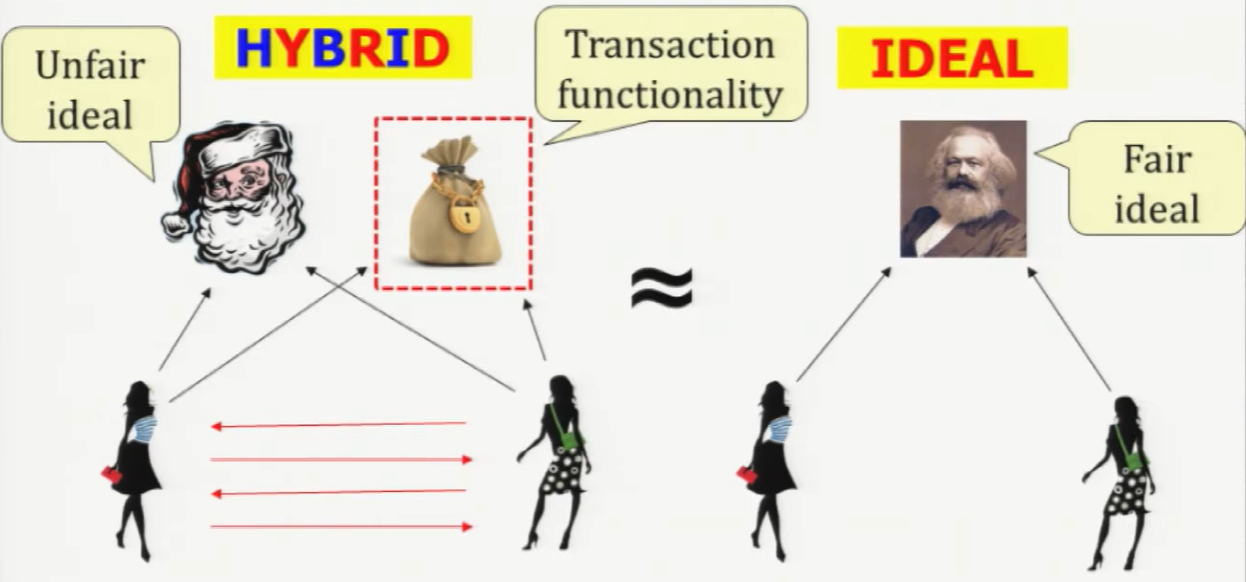 Unfair
ideal
HYBRID
Transaction
functionality
IDEAL
Fair
ideal
≈